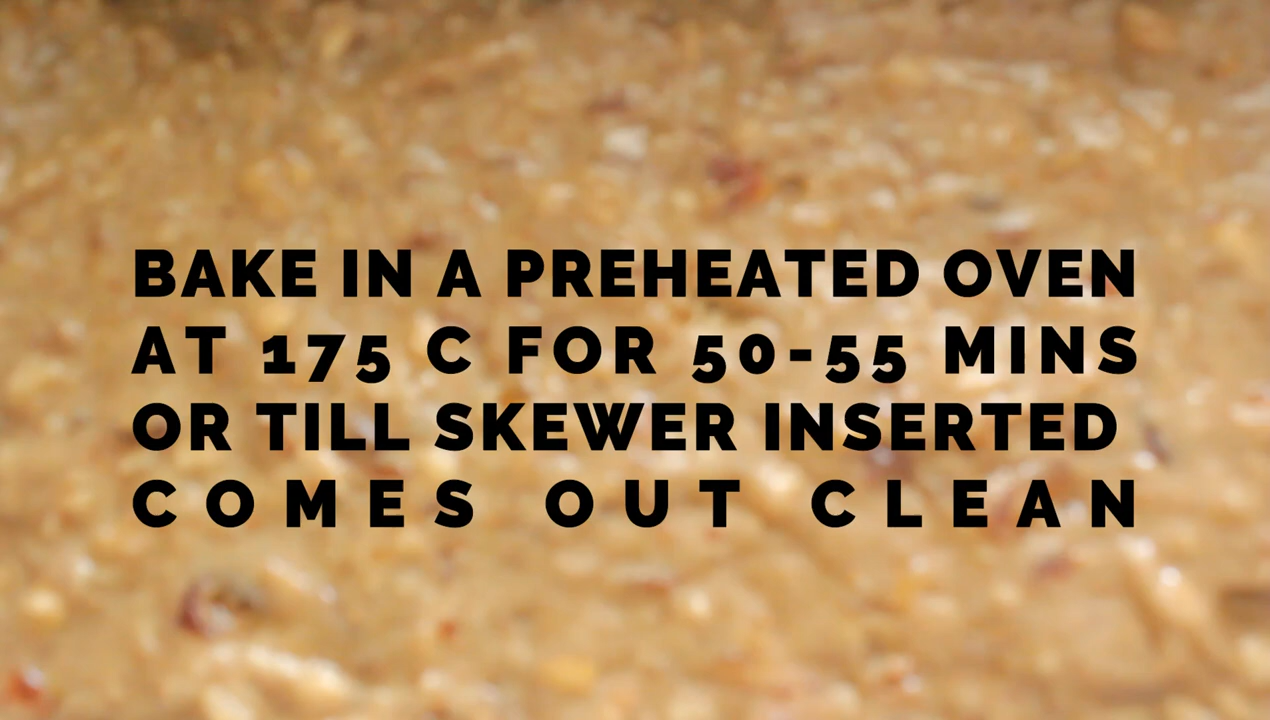 BAKE IN A PREHEATED OVEN
AT 175 C FOR 50-55 MINS
OR TILL SKEWER INSERTED
COMES OUT CLEAN